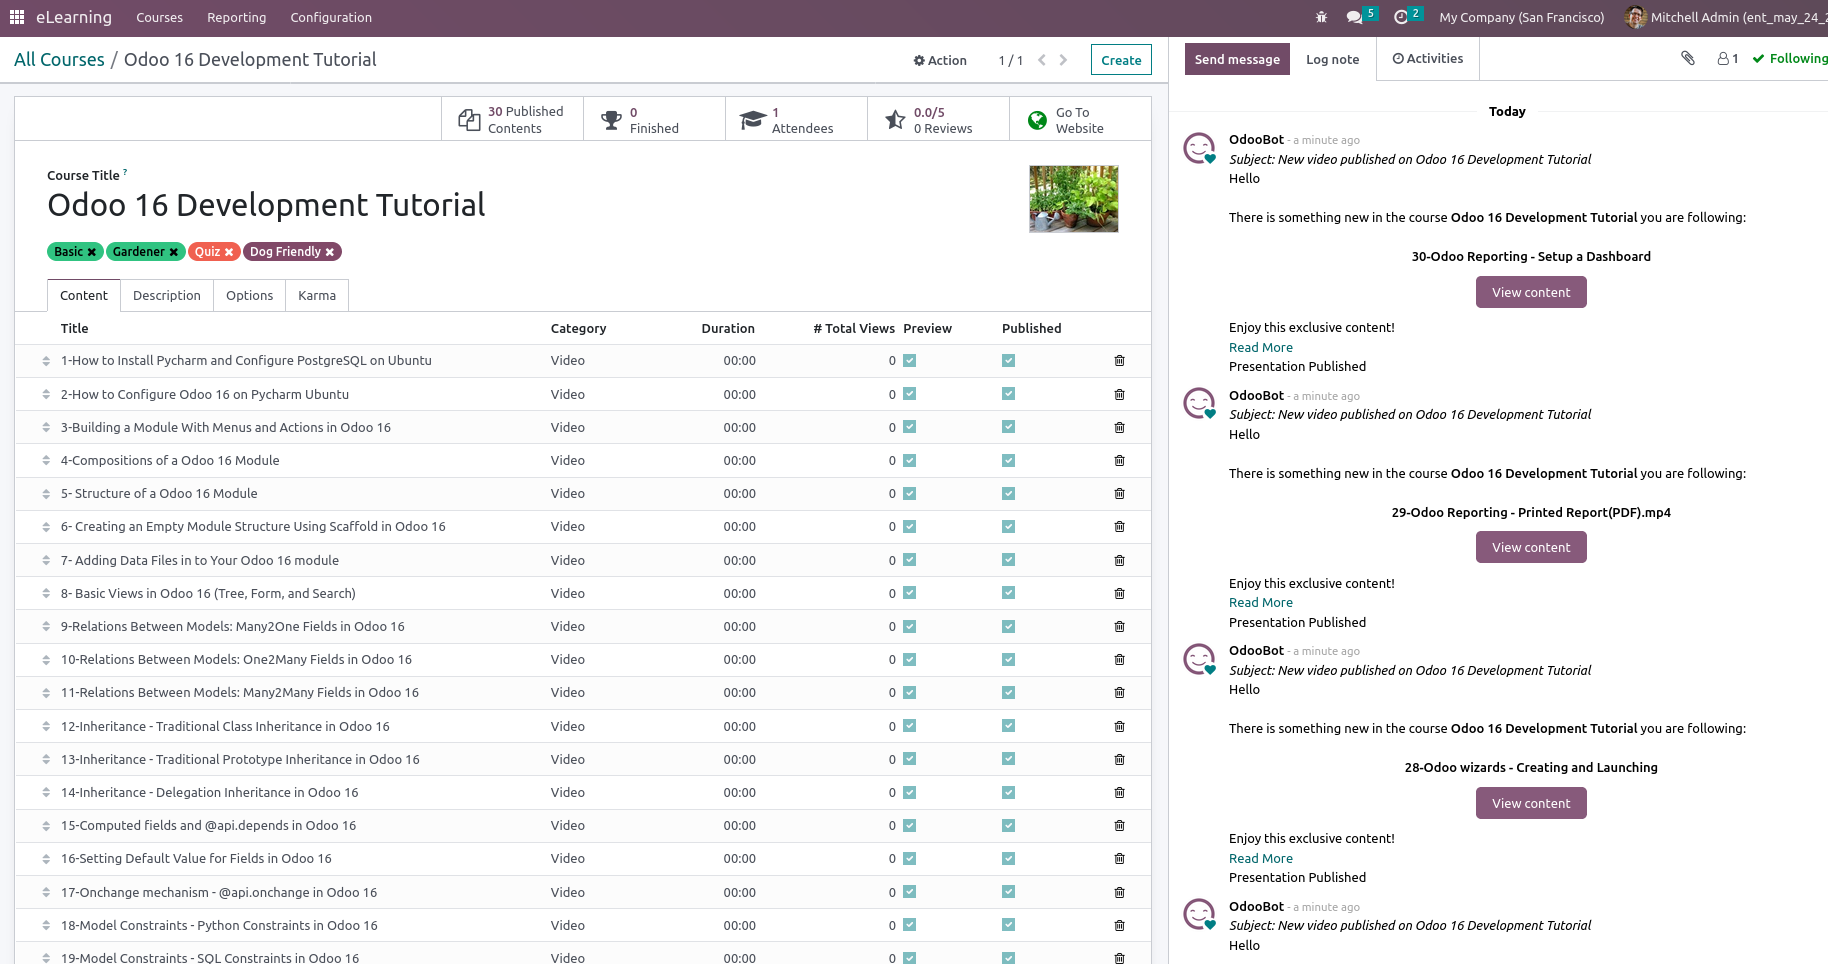 eLearning Courses Reporting Configuration 5 2 My Company (San Francisco) Mitchell Admin (ent_may_24_2
All Courses / Odoo 16 Development Tutorial Action 1 / 1 Create
Send message Log note Activities 1 Following
30 Published Contents
0 Finished
1 Attendees
0.0/5 0 Reviews
Go To Website
Course Title ?
Odoo 16 Development Tutorial
Basic ✖ Gardener ✖ Quiz ✖ Dog Friendly ✖
Content Description Options Karma
Title Category Duration # Total Views Preview Published
1-How to Install Pycharm and Configure PostgreSQL on Ubuntu Video 00:00 0
2-How to Configure Odoo 16 on Pycharm Ubuntu Video 00:00 0
3-Building a Module With Menus and Actions in Odoo 16 Video 00:00 0
4-Compositions of a Odoo 16 Module Video 00:00 0
5- Structure of a Odoo 16 Module Video 00:00 0
6- Creating an Empty Module Structure Using Scaffold in Odoo 16 Video 00:00 0
7- Adding Data Files in to Your Odoo 16 module Video 00:00 0
8- Basic Views in Odoo 16 (Tree, Form, and Search) Video 00:00 0
9-Relations Between Models: Many2One Fields in Odoo 16 Video 00:00 0
10-Relations Between Models: One2Many Fields in Odoo 16 Video 00:00 0
11-Relations Between Models: Many2Many Fields in Odoo 16 Video 00:00 0
12-Inheritance - Traditional Class Inheritance in Odoo 16 Video 00:00 0
13-Inheritance - Traditional Prototype Inheritance in Odoo 16 Video 00:00 0
14-Inheritance - Delegation Inheritance in Odoo 16 Video 00:00 0
15-Computed fields and @api.depends in Odoo 16 Video 00:00 0
16-Setting Default Value for Fields in Odoo 16 Video 00:00 0
17-Onchange mechanism - @api.onchange in Odoo 16 Video 00:00 0
18-Model Constraints - Python Constraints in Odoo 16 Video 00:00 0
19-Model Constraints - SQL Constraints in Odoo 16 Video 00:00 0
Today
OdooBot - a minute ago
Subject: New video published on Odoo 16 Development Tutorial
Hello
There is something new in the course Odoo 16 Development Tutorial you are following:
30-Odoo Reporting - Setup a Dashboard
View content
Enjoy this exclusive content!
Read More
Presentation Published
OdooBot - a minute ago
Subject: New video published on Odoo 16 Development Tutorial
Hello
There is something new in the course Odoo 16 Development Tutorial you are following:
29-Odoo Reporting - Printed Report(PDF).mp4
View content
Enjoy this exclusive content!
Read More
Presentation Published
OdooBot - a minute ago
Subject: New video published on Odoo 16 Development Tutorial
Hello
There is something new in the course Odoo 16 Development Tutorial you are following:
28-Odoo wizards - Creating and Launching
View content
Enjoy this exclusive content!
Read More
Presentation Published
OdooBot - a minute ago
Subject: New video published on Odoo 16 Development Tutorial
Hello